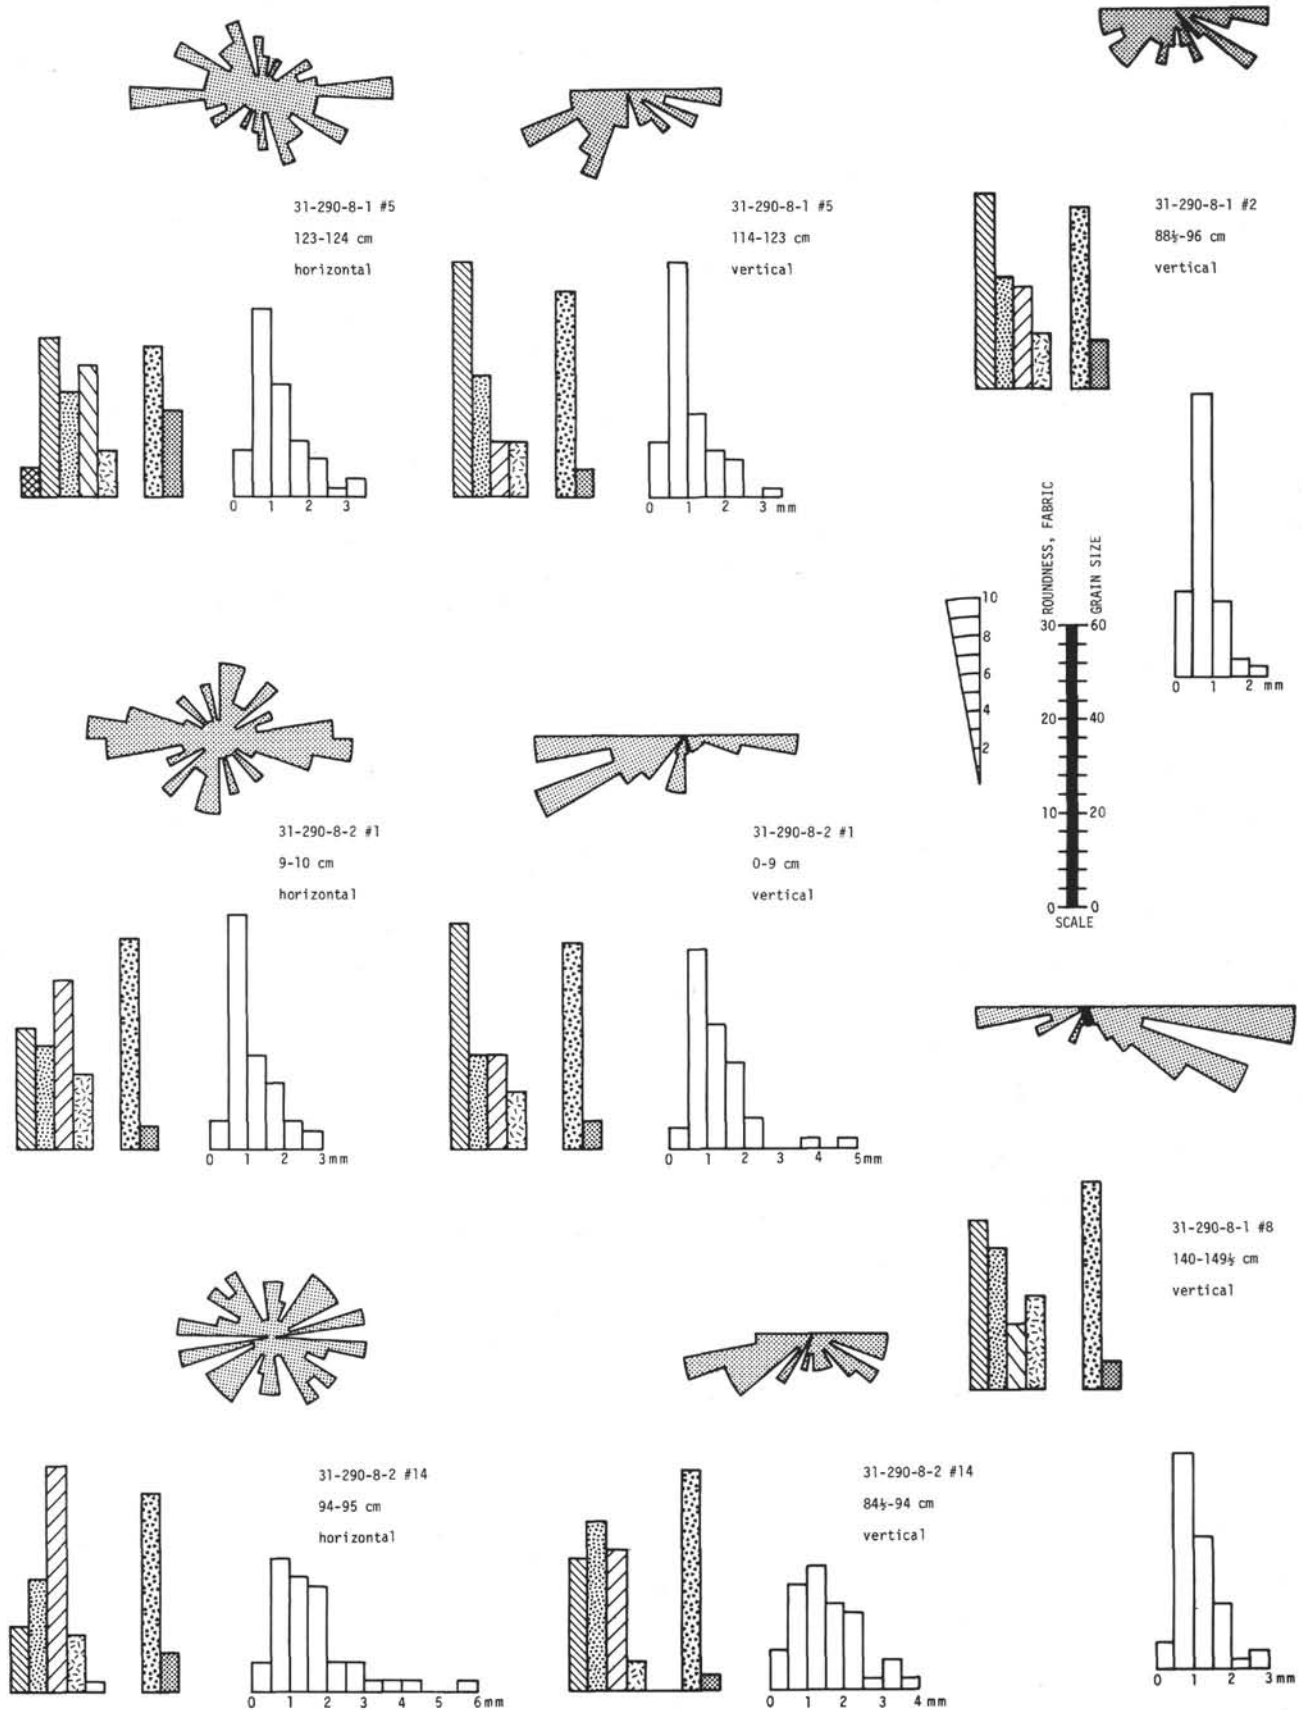 31-290-8-1 #5
123-124 cm
horizontal
0 1 2 3
31-290-8-1 #5
114-123 cm
vertical
0 1 2 3 mm
31-290-8-1 #2
88½-96 cm
vertical
0 1 2 mm
10
8
6
4
2
ROUNDNESS, FABRIC
GRAIN SIZE
30 60
20 40
10 20
0 0
SCALE
31-290-8-2 #1
9-10 cm
horizontal
0 1 2 3mm
31-290-8-2 #1
0-9 cm
vertical
0 1 2 3 4 5mm
31-290-8-1 #8
140-149½ cm
vertical
0 1 2 3 mm
31-290-8-2 #14
94-95 cm
horizontal
0 1 2 3 4 5 6mm
31-290-8-2 #14
84½-94 cm
vertical
0 1 2 3 4 mm